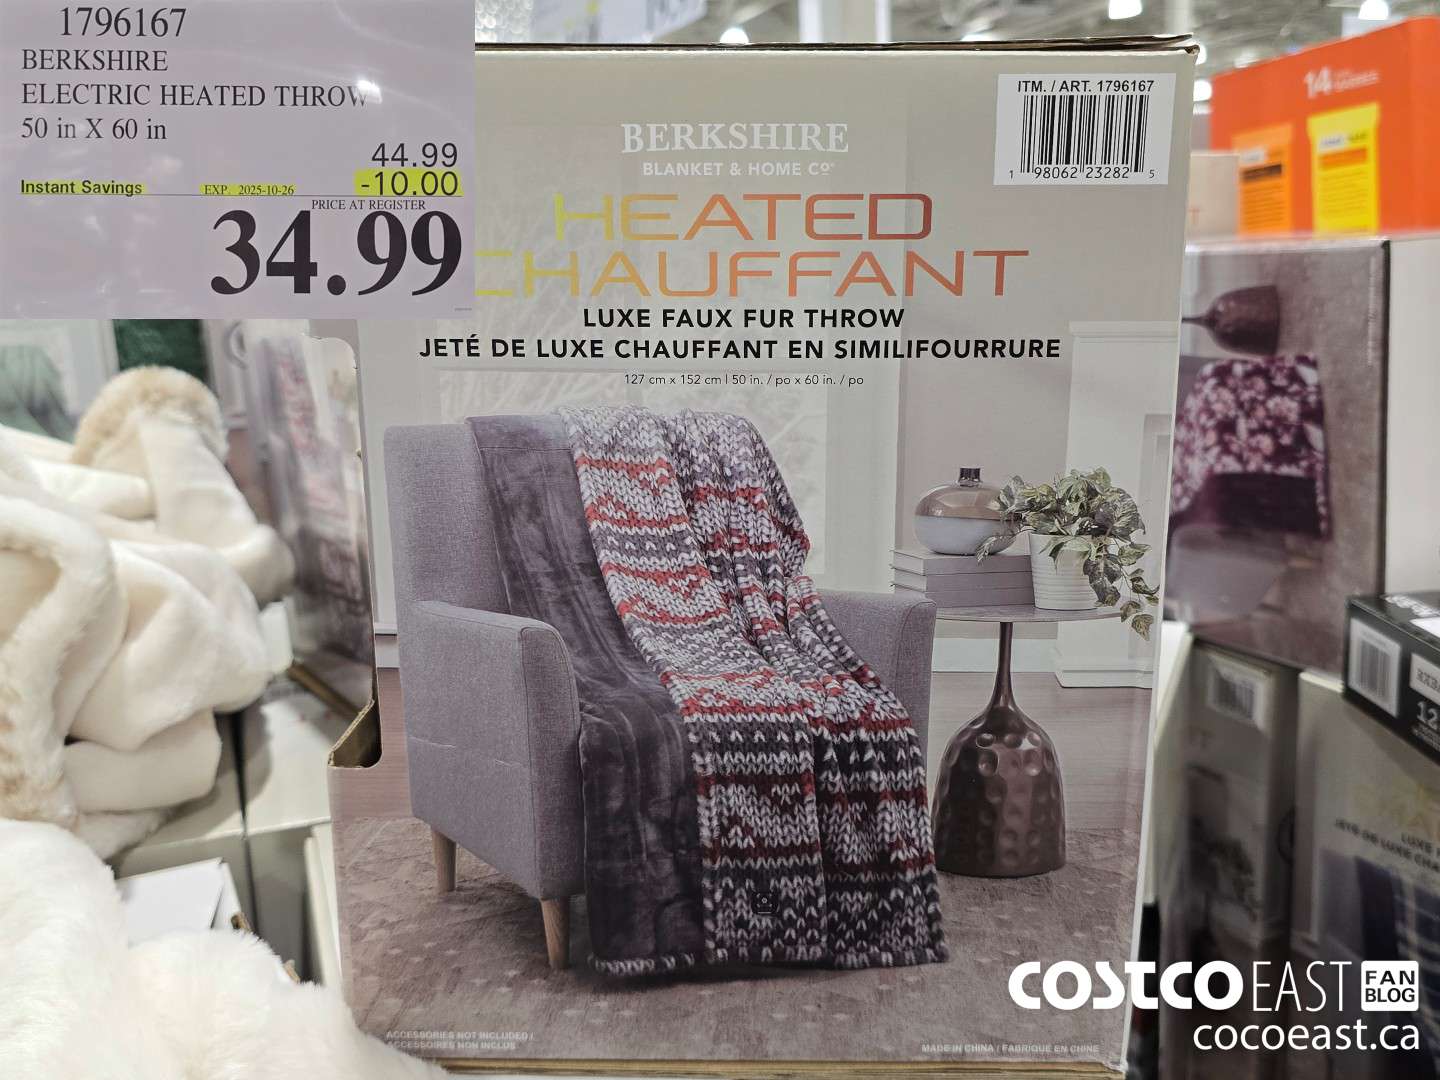 1796167
BERKSHIRE
ELECTRIC HEATED THROW
50 in X 60 in
44.99
Instant Savings EXP. 2025-10-26 -10.00
PRICE AT REGISTER
34.99
ITM. / ART. 1796167
1 98062 23282 5
BERKSHIRE
BLANKET & HOME Cº
HEATED
CHAUFFANT
LUXE FAUX FUR THROW
JETÉ DE LUXE CHAUFFANT EN SIMILIFOURRURE
127 cm x 152 cm | 50 in. / po x 60 in. / po
ACCESSORIES NOT INCLUDED /
ACCESSOIRES NON INCLUS
MADE IN CHINA / FABRIQUÉ EN CHINE
14
COSTCO EAST FAN BLOG
cocoeast.ca